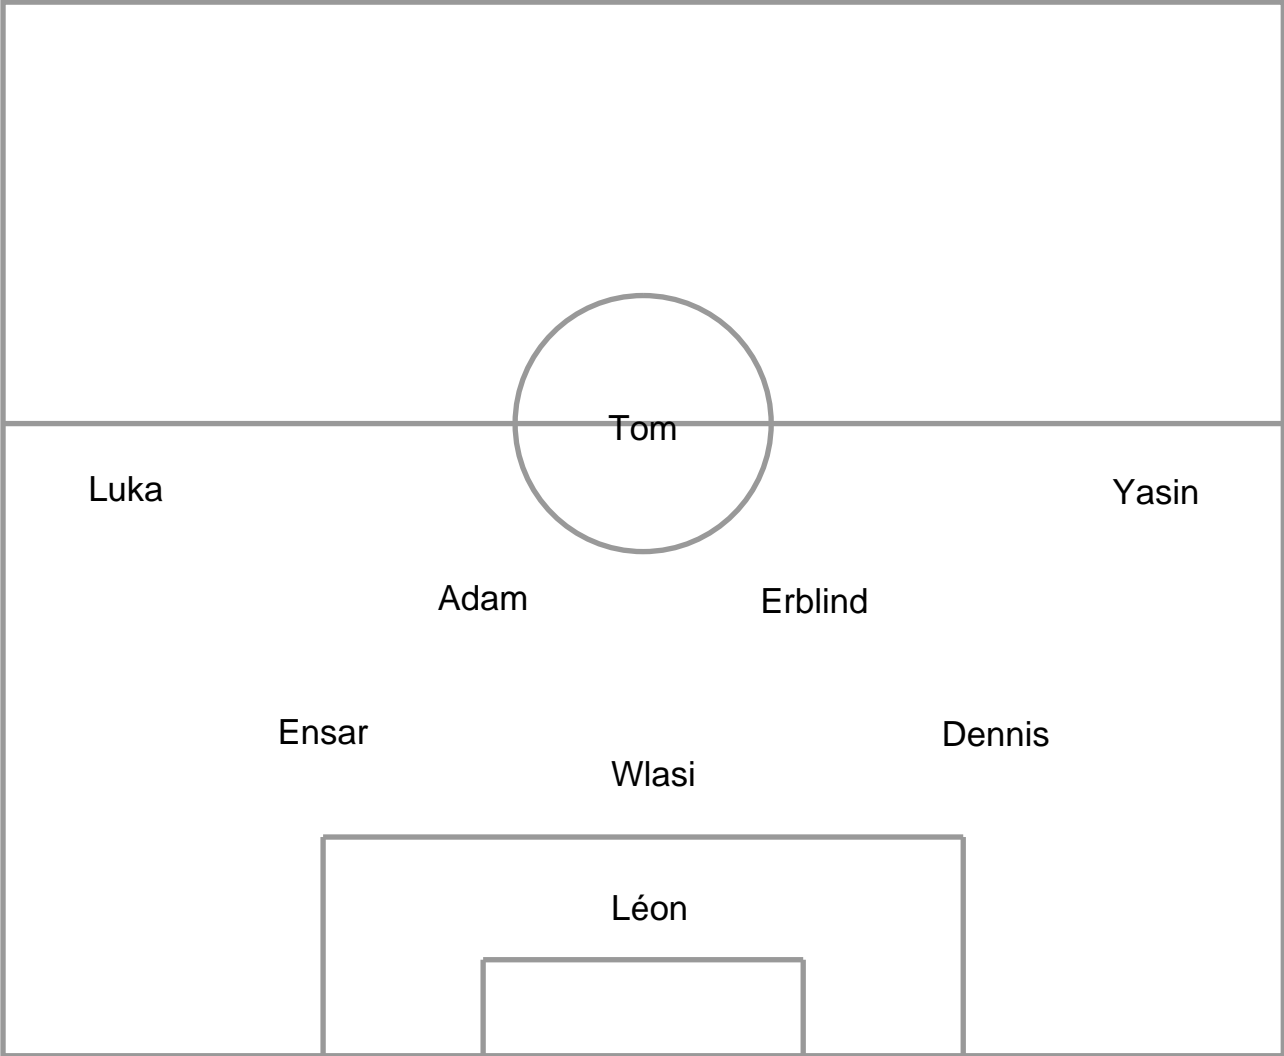 Tom
Luka
Yasin
Adam
Erblind
Ensar
Dennis
Wlasi
Léon